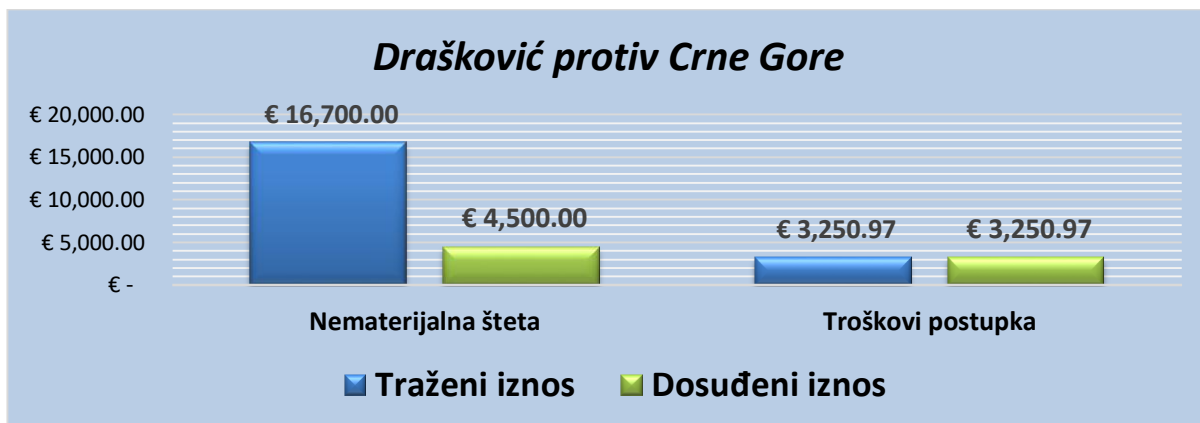 Drašković protiv Crne Gore
€ 20,000.00
€ 15,000.00
€ 10,000.00
€ 5,000.00
€ -
€ 16,700.00
€ 4,500.00
€ 3,250.97
€ 3,250.97
Nematerijalna šteta
Troškovi postupka
Traženi iznos
Dosuđeni iznos